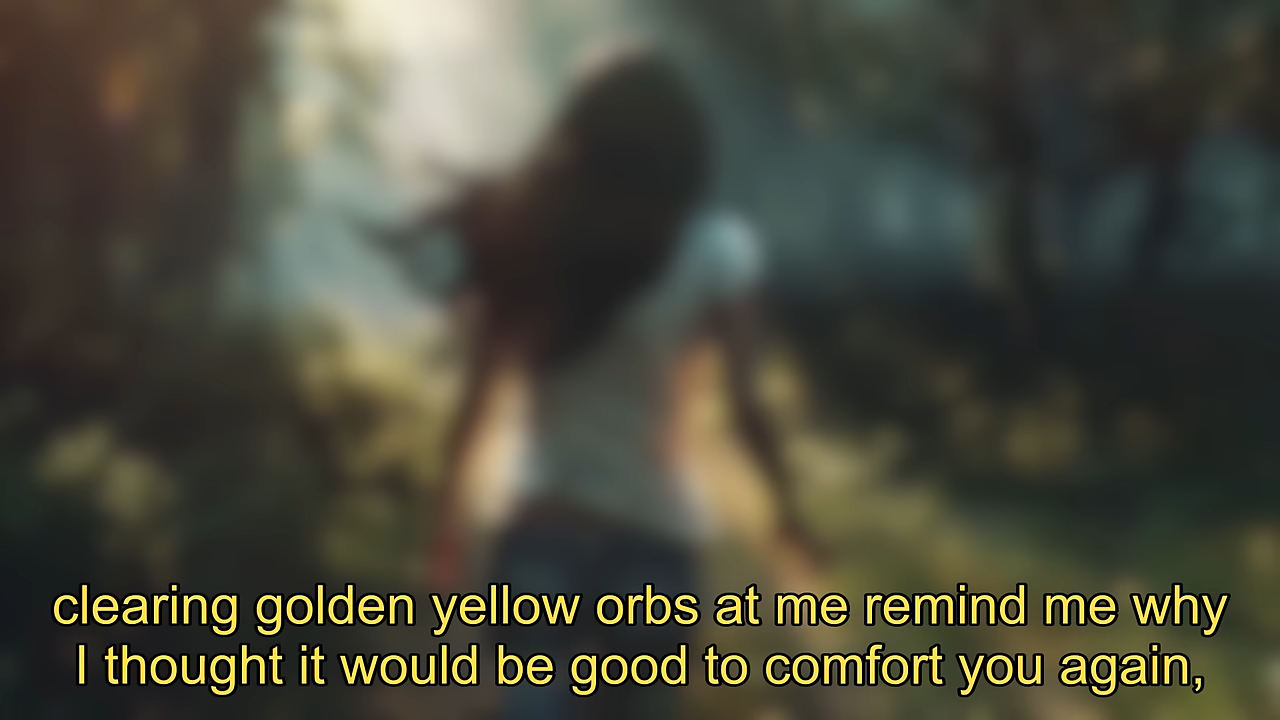 clearing golden yellow orbs at me remind me why
I thought it would be good to comfort you again,